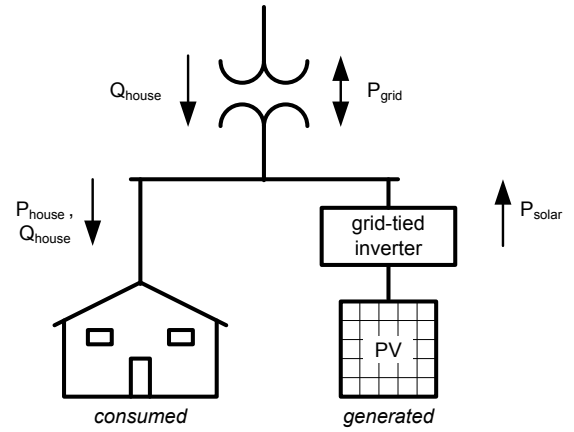 Q_house
P_grid
P_house ,
Q_house
grid-tied
inverter
P_solar
PV
consumed
generated